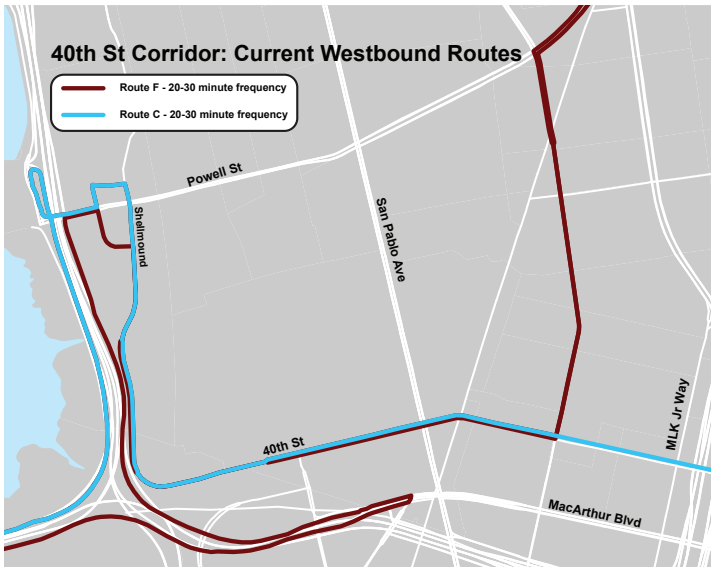 40th St Corridor: Current Westbound Routes
Route F - 20-30 minute frequency
Route C - 20-30 minute frequency
Powell St
Shellmound
San Pablo Ave
MLK Jr Way
40th St
MacArthur Blvd